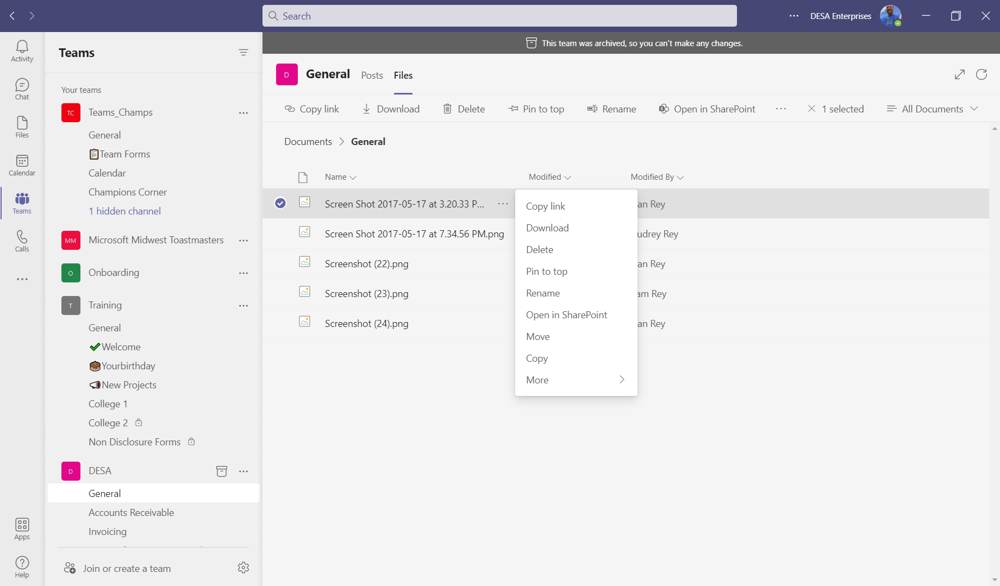 Search
DESA Enterprises
This team was archived, so you can't make any changes.
Activity
Chat
Files
Calendar
Teams
Calls
Apps
Help
Teams
Your teams
TC Teams_Champs
General
Team Forms
Calendar
Champions Corner
1 hidden channel
MM Microsoft Midwest Toastmasters
O Onboarding
T Training
General
Welcome
Yourbirthday
New Projects
College 1
College 2
Non Disclosure Forms
D DESA
General
Accounts Receivable
Invoicing
Join or create a team
D General Posts Files
Copy link Download Delete Pin to top Rename Open in SharePoint ... 1 selected All Documents
Documents > General
Name Modified Modified By
Screen Shot 2017-05-17 at 3.20.33 P... an Rey
Screen Shot 2017-05-17 at 7.34.56 PM.png udrey Rey
Screenshot (22).png an Rey
Screenshot (23).png am Rey
Screenshot (24).png an Rey
Copy link
Download
Delete
Pin to top
Rename
Open in SharePoint
Move
Copy
More